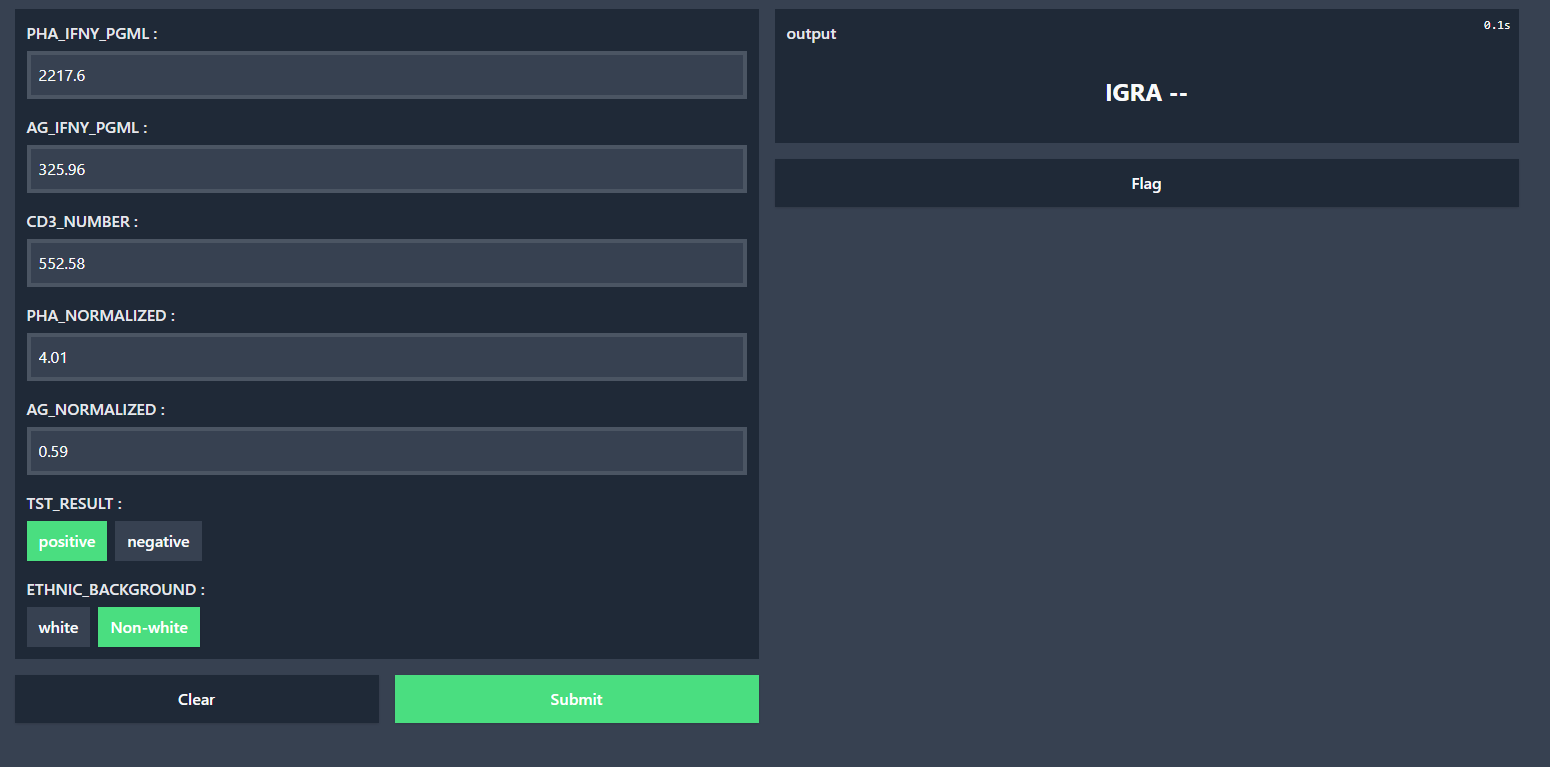 PHA_IFNY_PGML :
2217.6
AG_IFNY_PGML :
325.96
CD3_NUMBER :
552.58
PHA_NORMALIZED :
4.01
AG_NORMALIZED :
0.59
TST_RESULT :
positive negative
ETHNIC_BACKGROUND :
white Non-white
Clear Submit
output 0.1s
IGRA --
Flag